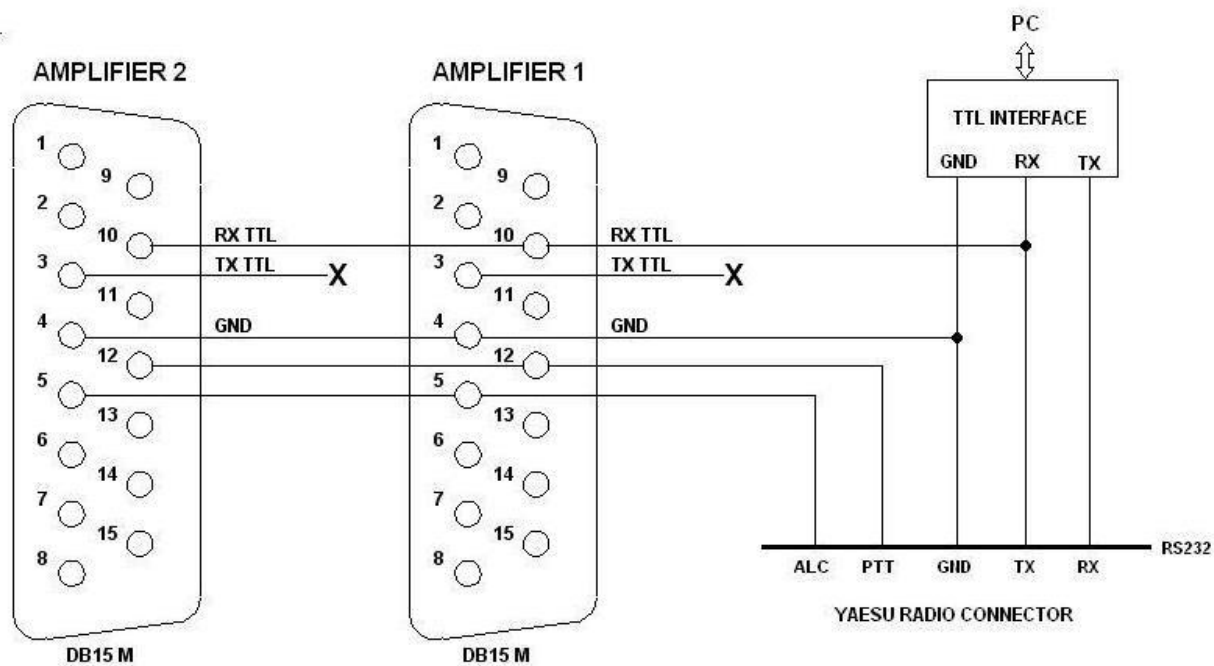 PC
AMPLIFIER 2
AMPLIFIER 1
TTL INTERFACE
GND RX TX
1
9
2
10
3
11
4
12
5
13
6
14
7
15
8
RX TTL
TX TTL
X
GND
DB15 M
1
9
2
10
3
11
4
12
5
13
6
14
7
15
8
RX TTL
TX TTL
X
GND
DB15 M
RS232
ALC PTT GND TX RX
YAESU RADIO CONNECTOR